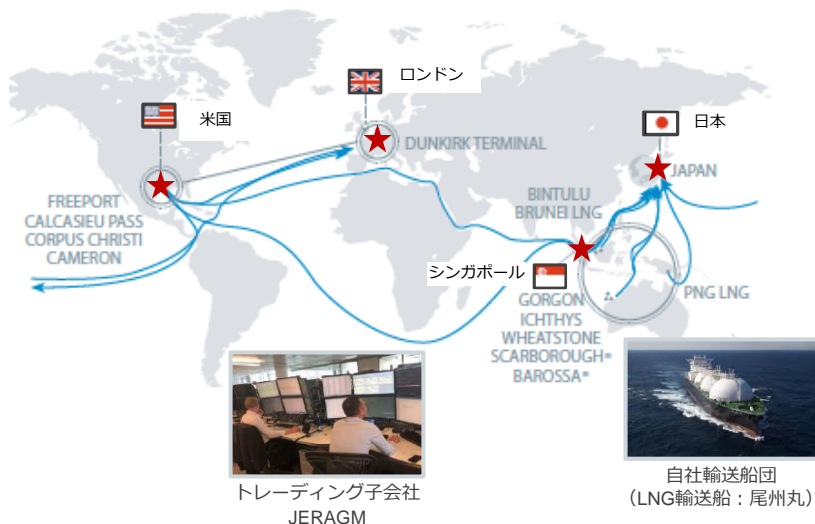 ロンドン
米国
日本
DUNKIRK TERMINAL
JAPAN
FREEPORT
CALCASIEU PASS
CORPUS CHRISTI
CAMERON
BINTULU
BRUNEI LNG
シンガポール
PNG LNG
GORGON
ICHTHYS
WHEATSTONE
SCARBOROUGH*
BAROSSA*
トレーディング子会社
JERAGM
自社輸送船団
（LNG輸送船：尾州丸）